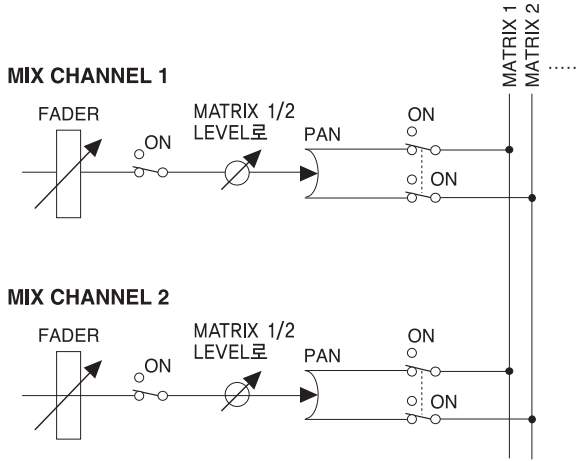 MATRIX 1
MATRIX 2
.....
MIX CHANNEL 1
FADER
ON
MATRIX 1/2
LEVEL로
PAN
ON
ON
MIX CHANNEL 2
FADER
ON
MATRIX 1/2
LEVEL로
PAN
ON
ON